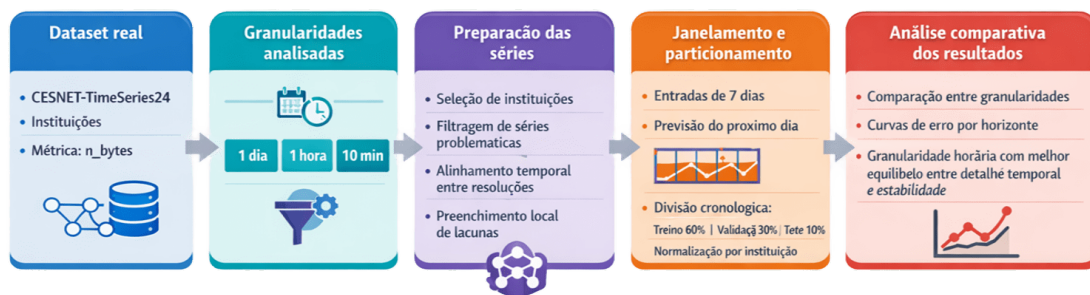 Dataset real
• CESNET-TimeSeries24
• Instituições
• Métrica: n_bytes
Granularidades
analisadas
1 dia
1 hora
10 min
Preparacão das
séries
• Seleção de instituições
• Filtragem de séries
problematicas
• Alinhamento temporal
entre resoluções
• Preenchimento local
de lacunas
Janelamento e
particionamento
• Entradas de 7 dias
• Previsão do proximo dia
• Divisão cronologica:
Treino 60% | Validaçã 30% | Tete 10%
Normalização por instituição
Análise comparativa
dos resultados
• Comparação entre granularidades
• Curvas de erro por horizonte
• Granularidade horária com melhor
equilibelo entre detalhé temporal
e estabilidade